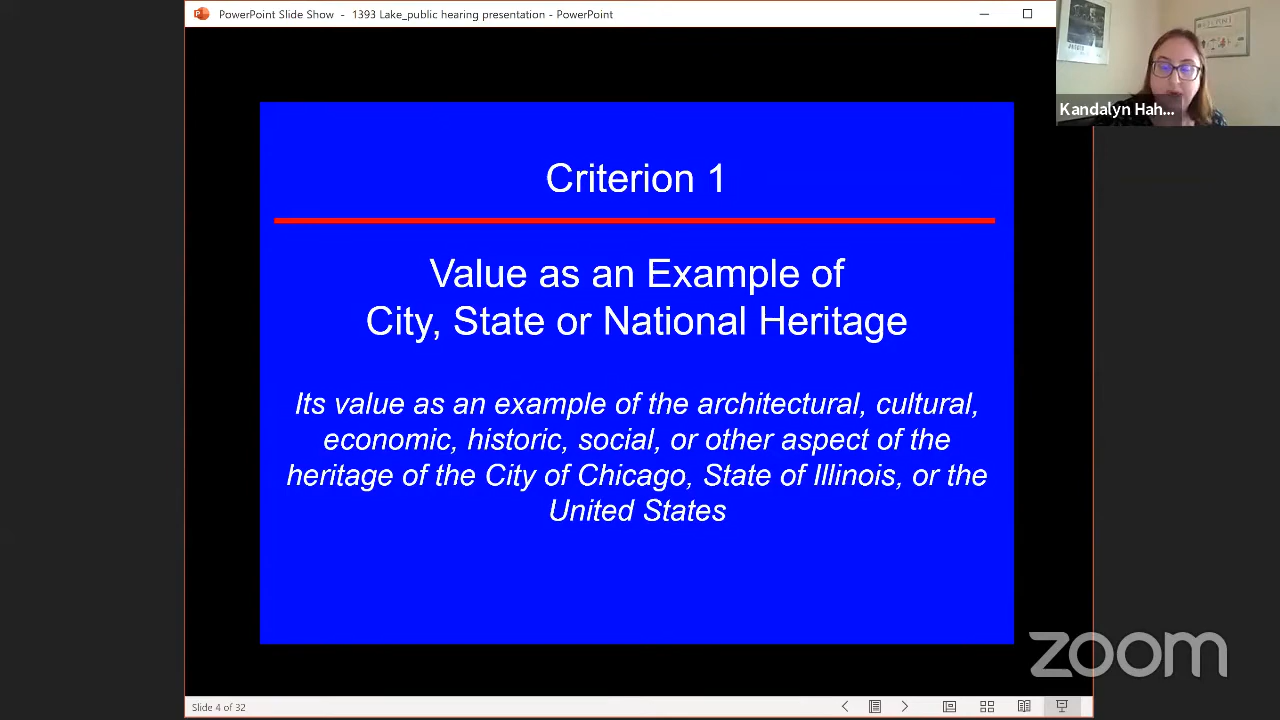 PowerPoint Slide Show - 1393 Lake_public hearing presentation - PowerPoint
Kandalyn Hah...
Criterion 1
Value as an Example of
City, State or National Heritage
Its value as an example of the architectural, cultural,
economic, historic, social, or other aspect of the
heritage of the City of Chicago, State of Illinois, or the
United States
zoom
Slide 4 of 32